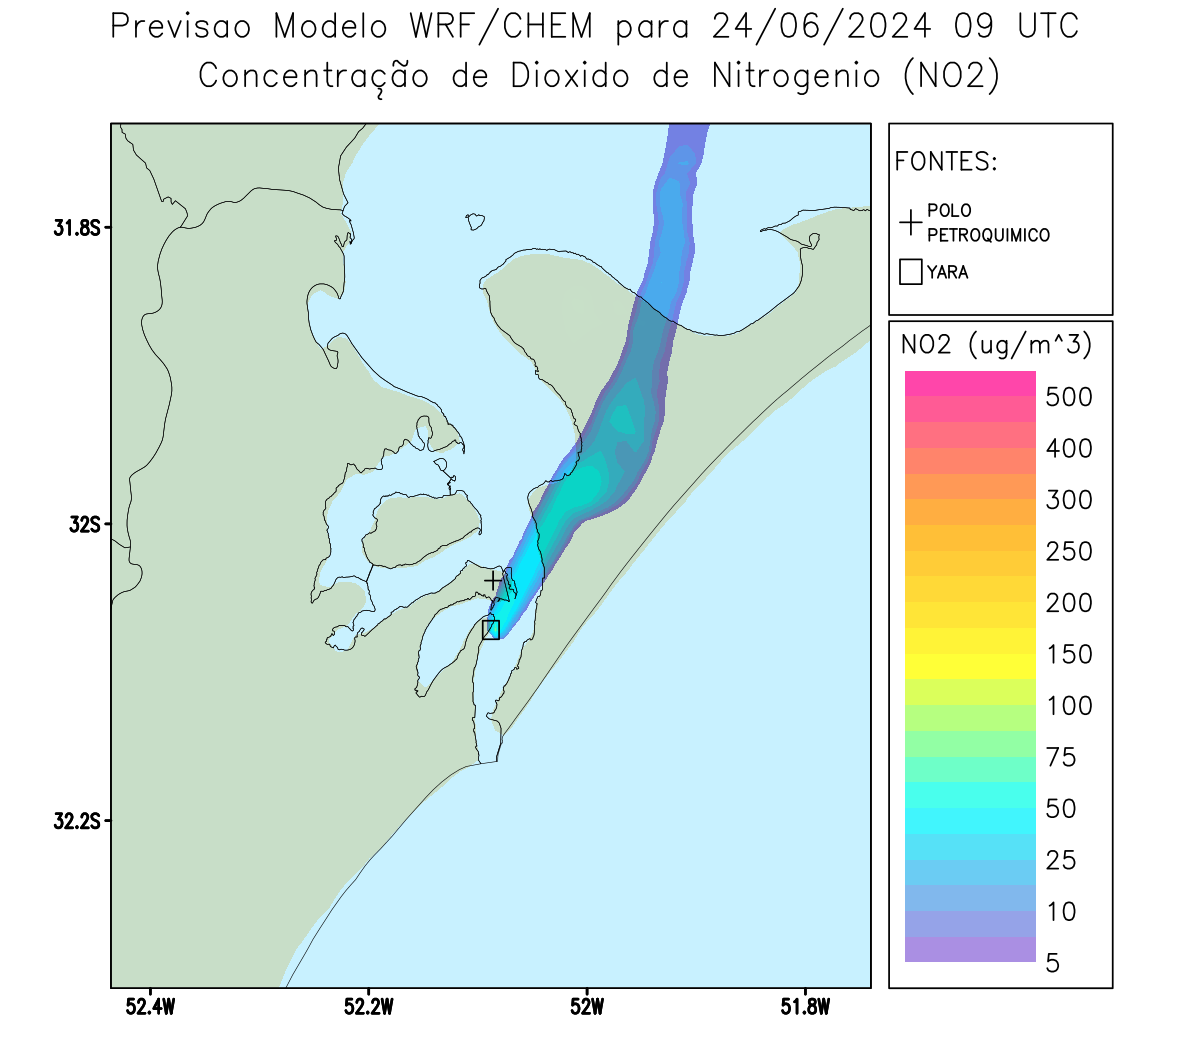 Previsao Modelo WRF/CHEM para 24/06/2024 09 UTC
Concentração de Dioxido de Nitrogenio (NO2)
FONTES:
POLO
PETROQUIMICO
YARA
NO2 (ug/m^3)
500
400
300
250
200
150
100
75
50
25
10
5
31.8S
32S
32.2S
52.4W
52.2W
52W
51.8W